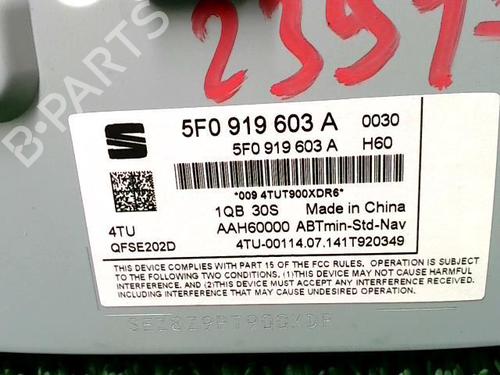 B-PARTS
5F0 919 603 A 0030
5F0 919 603 A H60
*009 4TUT900XDR6*
1QB 30S Made in China
4TU AAH60000 ABTmin-Std-Nav
QFSE202D 4TU-00114.07.141T920349
THIS DEVICE COMPLIES WITH PART 15 OF THE FCC RULES. OPERATION IS SUBJECT TO THE
FOLLOWING TWO CONDITIONS, (1)THIS DEVICE MAY NOT CAUSE HARMFUL
INTERFERENCE, AND (2)THIS DEVICE MUST ACCEPT ANY INTERFERENCE
RECEIVED, INCLUDING INTERFERENCE THAT MAY CAUSE UNDESIRED OPERATION.